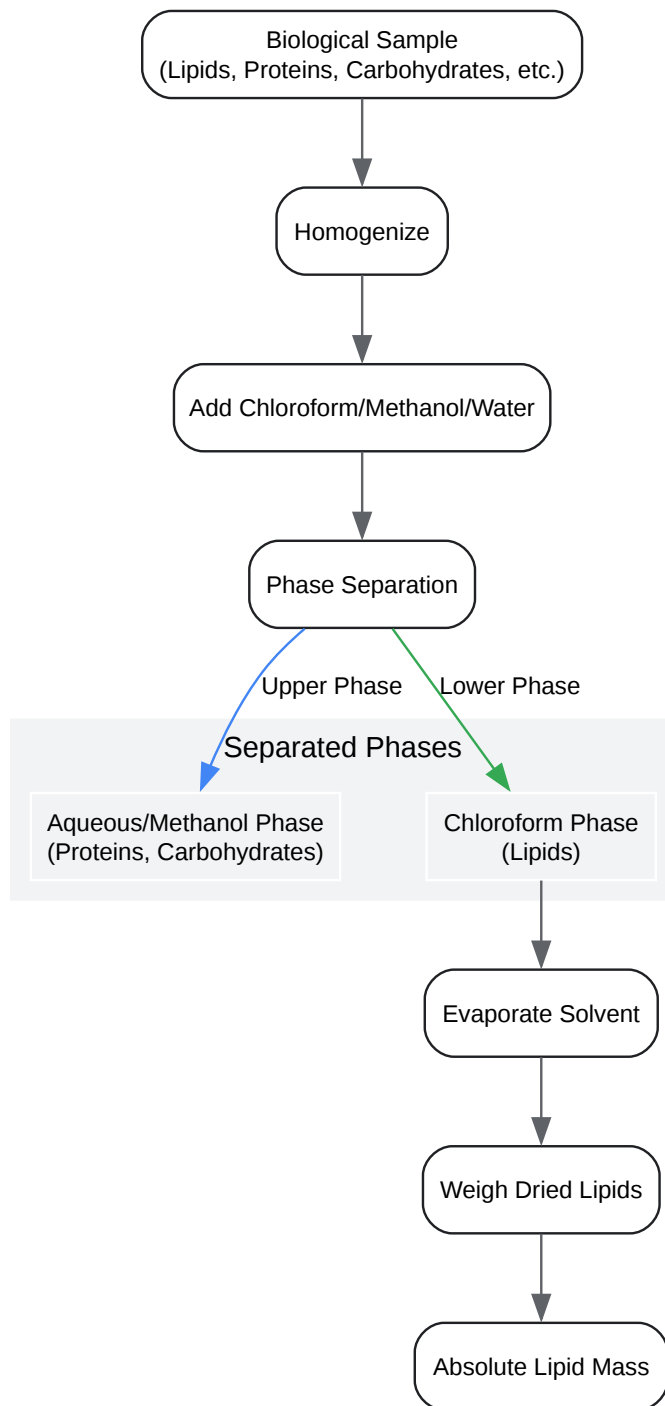 Biological Sample
(Lipids, Proteins, Carbohydrates, etc.)
Homogenize
Add Chloroform/Methanol/Water
Phase Separation
Upper Phase
Lower Phase
Separated Phases
Aqueous/Methanol Phase
(Proteins, Carbohydrates)
Chloroform Phase
(Lipids)
Evaporate Solvent
Weigh Dried Lipids
Absolute Lipid Mass